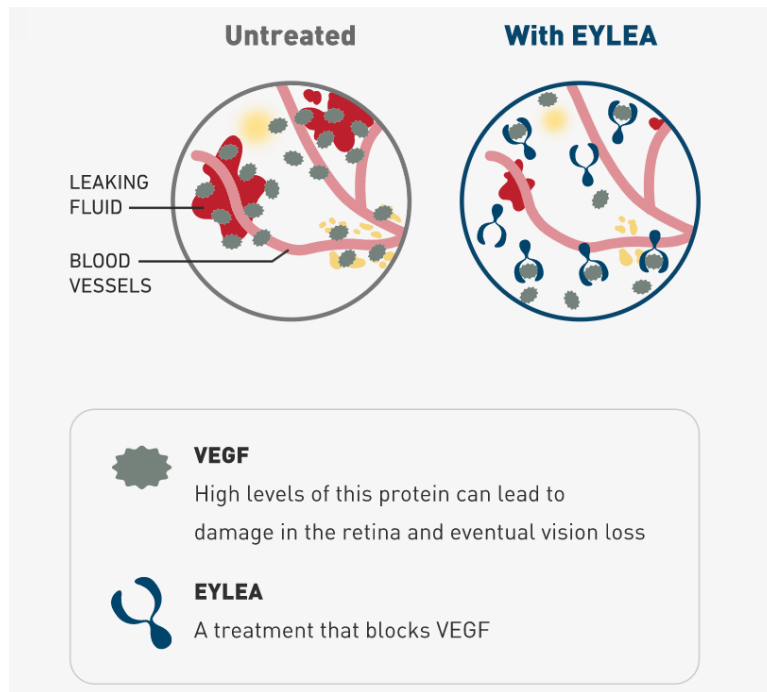 Untreated
With EYLEA
LEAKING
FLUID
BLOOD
VESSELS
VEGF
High levels of this protein can lead to
damage in the retina and eventual vision loss
EYLEA
A treatment that blocks VEGF